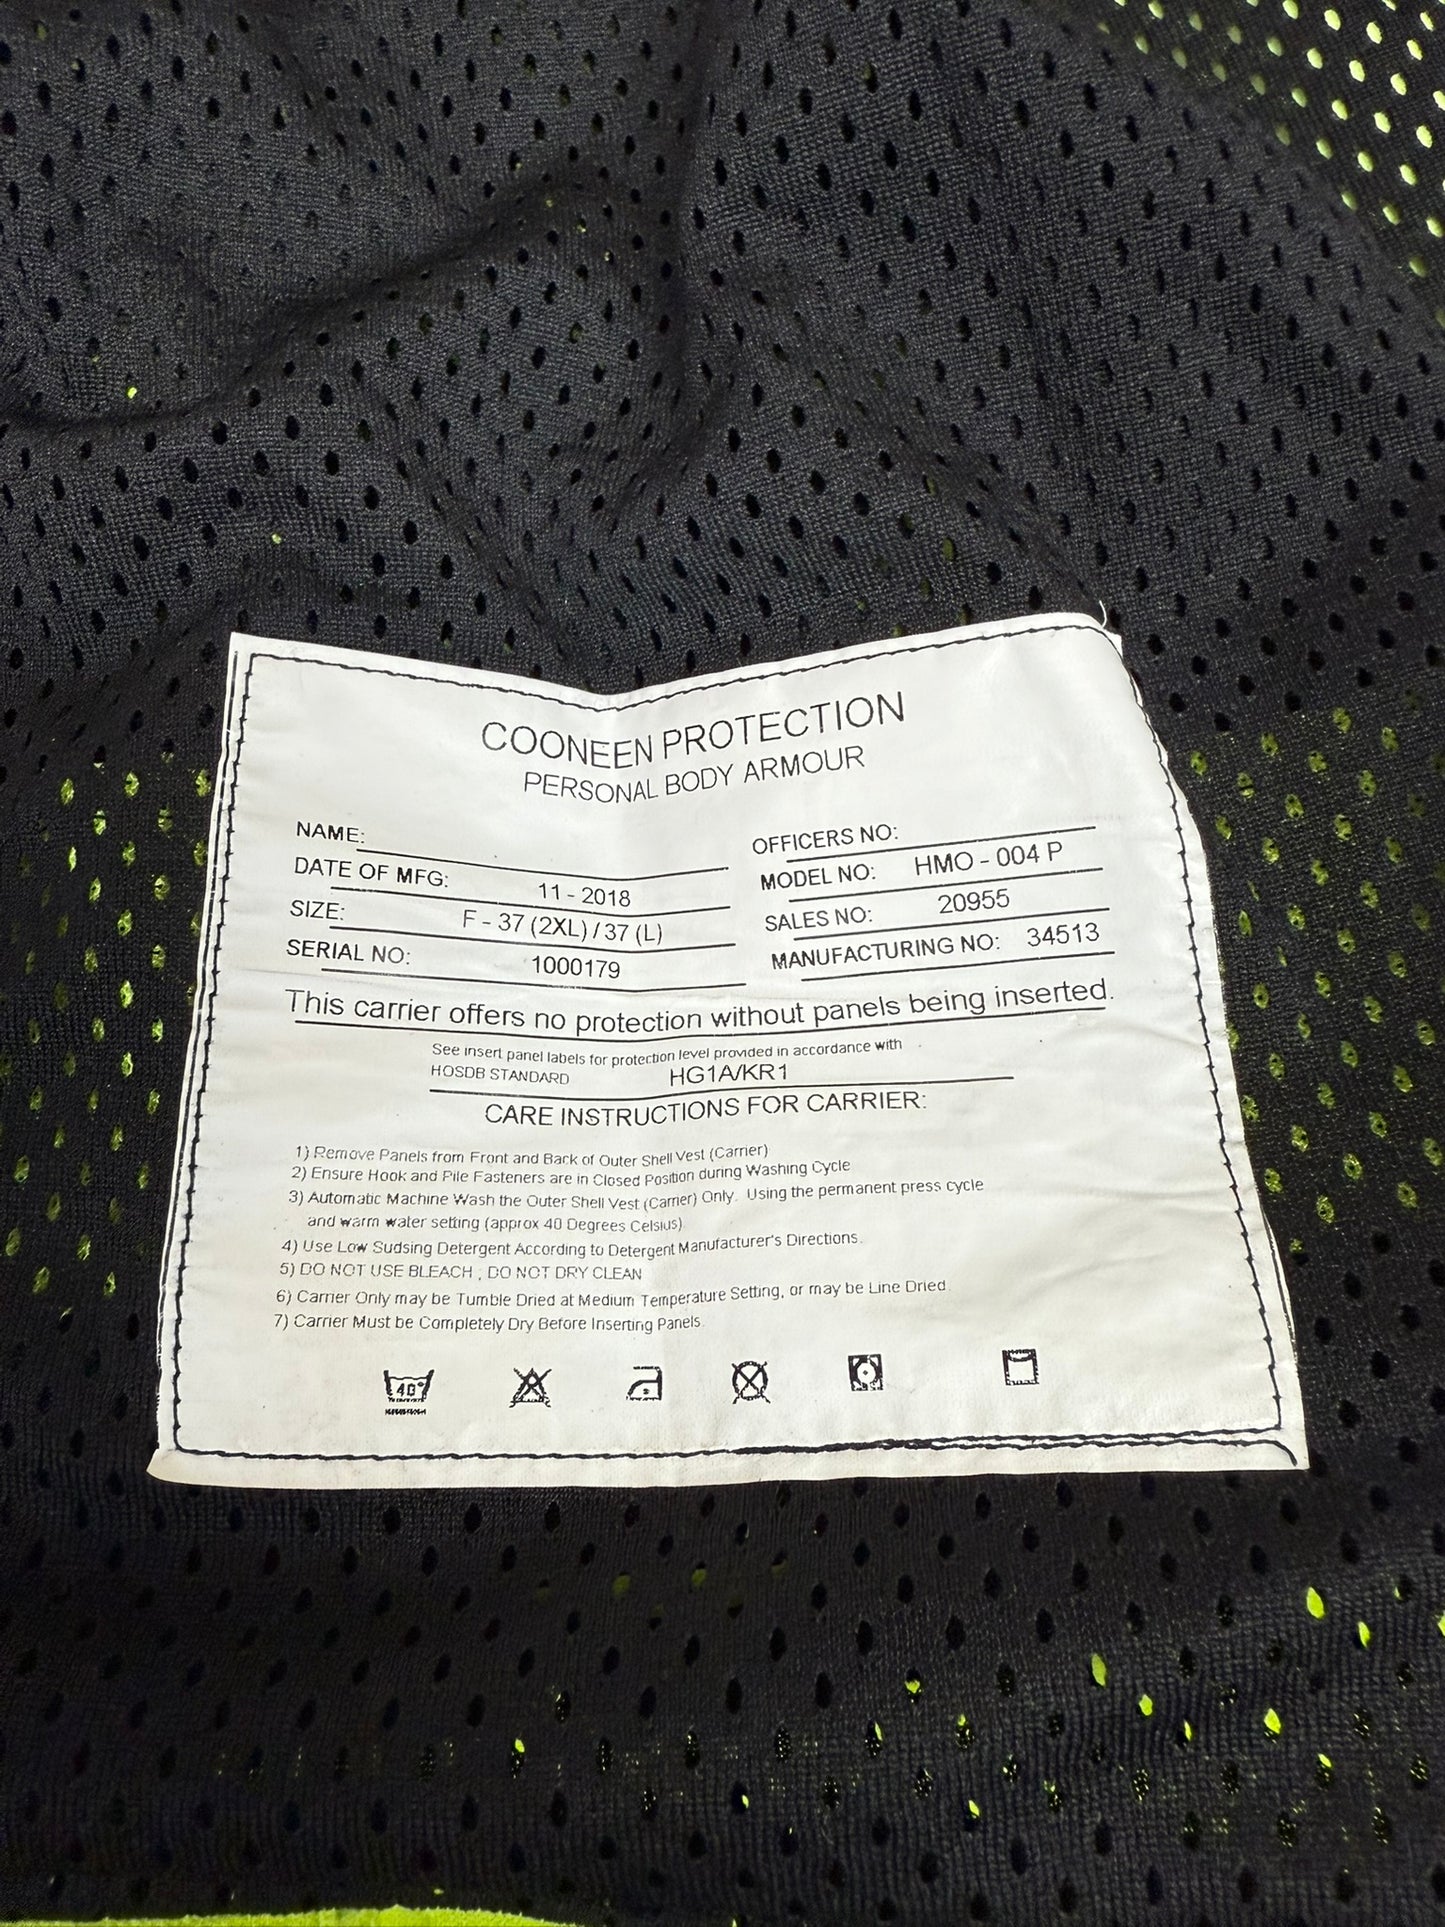 COONEEN PROTECTION
PERSONAL BODY ARMOUR
NAME:
DATE OF MFG: 11 - 2018
SIZE: F - 37 (2XL) / 37 (L)
SERIAL NO: 1000179
OFFICERS NO:
MODEL NO: HMO - 004 P
SALES NO: 20955
MANUFACTURING NO: 34513
This carrier offers no protection without panels being inserted.
See insert panel labels for protection level provided in accordance with
HOSDB STANDARD HG1A/KR1
CARE INSTRUCTIONS FOR CARRIER:
1) Remove Panels from Front and Back of Outer Shell Vest (Carrier)
2) Ensure Hook and Pile Fasteners are in Closed Position during Washing Cycle
3) Automatic Machine Wash the Outer Shell Vest (Carrier) Only. Using the permanent press cycle
and warm water setting (approx 40 Degrees Celsius)
4) Use Low Sudsing Detergent According to Detergent Manufacturer's Directions.
5) DO NOT USE BLEACH ; DO NOT DRY CLEAN
6) Carrier Only may be Tumble Dried at Medium Temperature Setting, or may be Line Dried.
7) Carrier Must be Completely Dry Before Inserting Panels.
40°